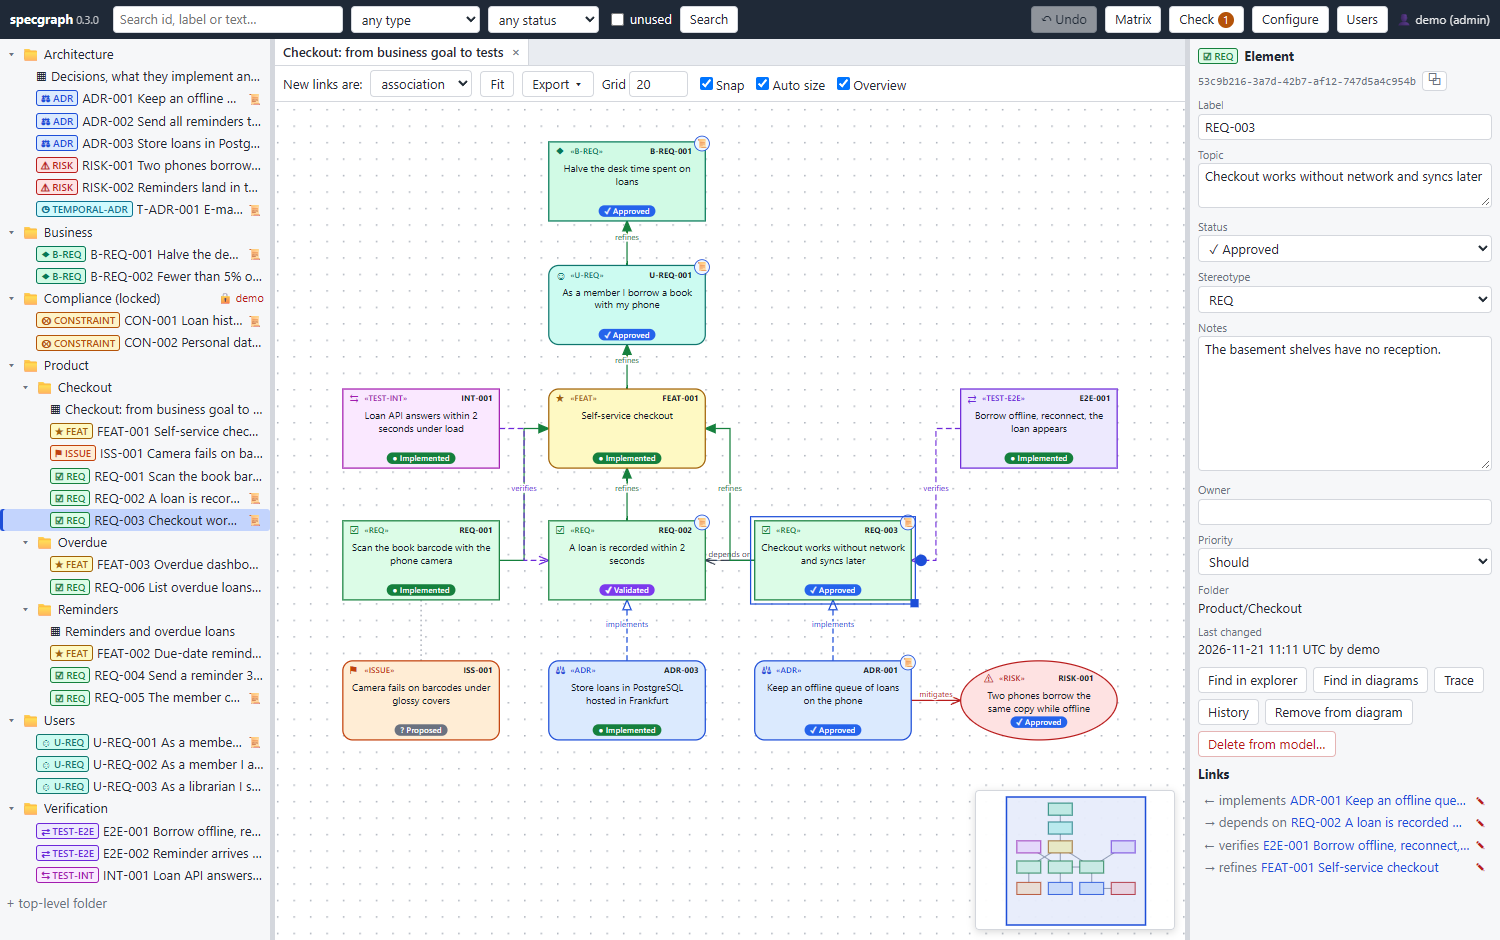 specgraph 0.3.0
Search id, label or text...
any type
any status
unused
Search
Undo
Matrix
Check 1
Configure
Users
demo (admin)
Architecture
Decisions, what they implement an...
ADR ADR-001 Keep an offline ...
ADR ADR-002 Send all reminders t...
ADR ADR-003 Store loans in Postg...
RISK RISK-001 Two phones borrow...
RISK RISK-002 Reminders land in t...
TEMPORAL-ADR T-ADR-001 E-ma...
Business
B-REQ B-REQ-001 Halve the de...
B-REQ B-REQ-002 Fewer than 5% o...
Compliance (locked) demo
CONSTRAINT CON-001 Loan hist...
CONSTRAINT CON-002 Personal dat...
Product
Checkout
Checkout: from business goal to ...
FEAT FEAT-001 Self-service chec...
ISSUE ISS-001 Camera fails on ba...
REQ REQ-001 Scan the book bar...
REQ REQ-002 A loan is recor...
REQ REQ-003 Checkout wor...
Overdue
FEAT FEAT-003 Overdue dashbo...
REQ REQ-006 List overdue loans...
Reminders
Reminders and overdue loans
FEAT FEAT-002 Due-date remind...
REQ REQ-004 Send a reminder 3...
REQ REQ-005 The member c...
Users
U-REQ U-REQ-001 As a membe...
U-REQ U-REQ-002 As a member I a...
U-REQ U-REQ-003 As a librarian I s...
Verification
TEST-E2E E2E-001 Borrow offline, re...
TEST-E2E E2E-002 Reminder arrives ...
TEST-INT INT-001 Loan API answers...
+ top-level folder
Checkout: from business goal to tests ×
New links are: association
Fit
Export
Grid 20
Snap
Auto size
Overview
«B-REQ» B-REQ-001
Halve the desk time spent on
loans
✓ Approved
refines
«U-REQ» U-REQ-001
As a member I borrow a book
with my phone
✓ Approved
refines
«TEST-INT» INT-001
Loan API answers within 2
seconds under load
● Implemented
«FEAT» FEAT-001
Self-service checkout
● Implemented
«TEST-E2E» E2E-001
Borrow offline, reconnect, the
loan appears
● Implemented
verifies
refines
refines
verifies
«REQ» REQ-001
Scan the book barcode with the
phone camera
● Implemented
«REQ» REQ-002
A loan is recorded within 2
seconds
✓ Validated
depends on
«REQ» REQ-003
Checkout works without network
and syncs later
✓ Approved
implements
implements
«ISSUE» ISS-001
Camera fails on barcodes under
glossy covers
? Proposed
«ADR» ADR-003
Store loans in PostgreSQL
hosted in Frankfurt
● Implemented
«ADR» ADR-001
Keep an offline queue of loans
on the phone
✓ Approved
mitigates
«RISK» RISK-001
Two phones borrow the
same copy while offline
✓ Approved
REQ Element
53c9b216-3a7d-42b7-af12-747d5a4c954b
Label
REQ-003
Topic
Checkout works without network and syncs later
Status
✓ Approved
Stereotype
REQ
Notes
The basement shelves have no reception.
Owner
Priority
Should
Folder
Product/Checkout
Last changed
2026-11-21 11:11 UTC by demo
Find in explorer
Find in diagrams
Trace
History
Remove from diagram
Delete from model...
Links
← implements ADR-001 Keep an offline que...
→ depends on REQ-002 A loan is recorded ...
← verifies E2E-001 Borrow offline, reconnect,...
→ refines FEAT-001 Self-service checkout